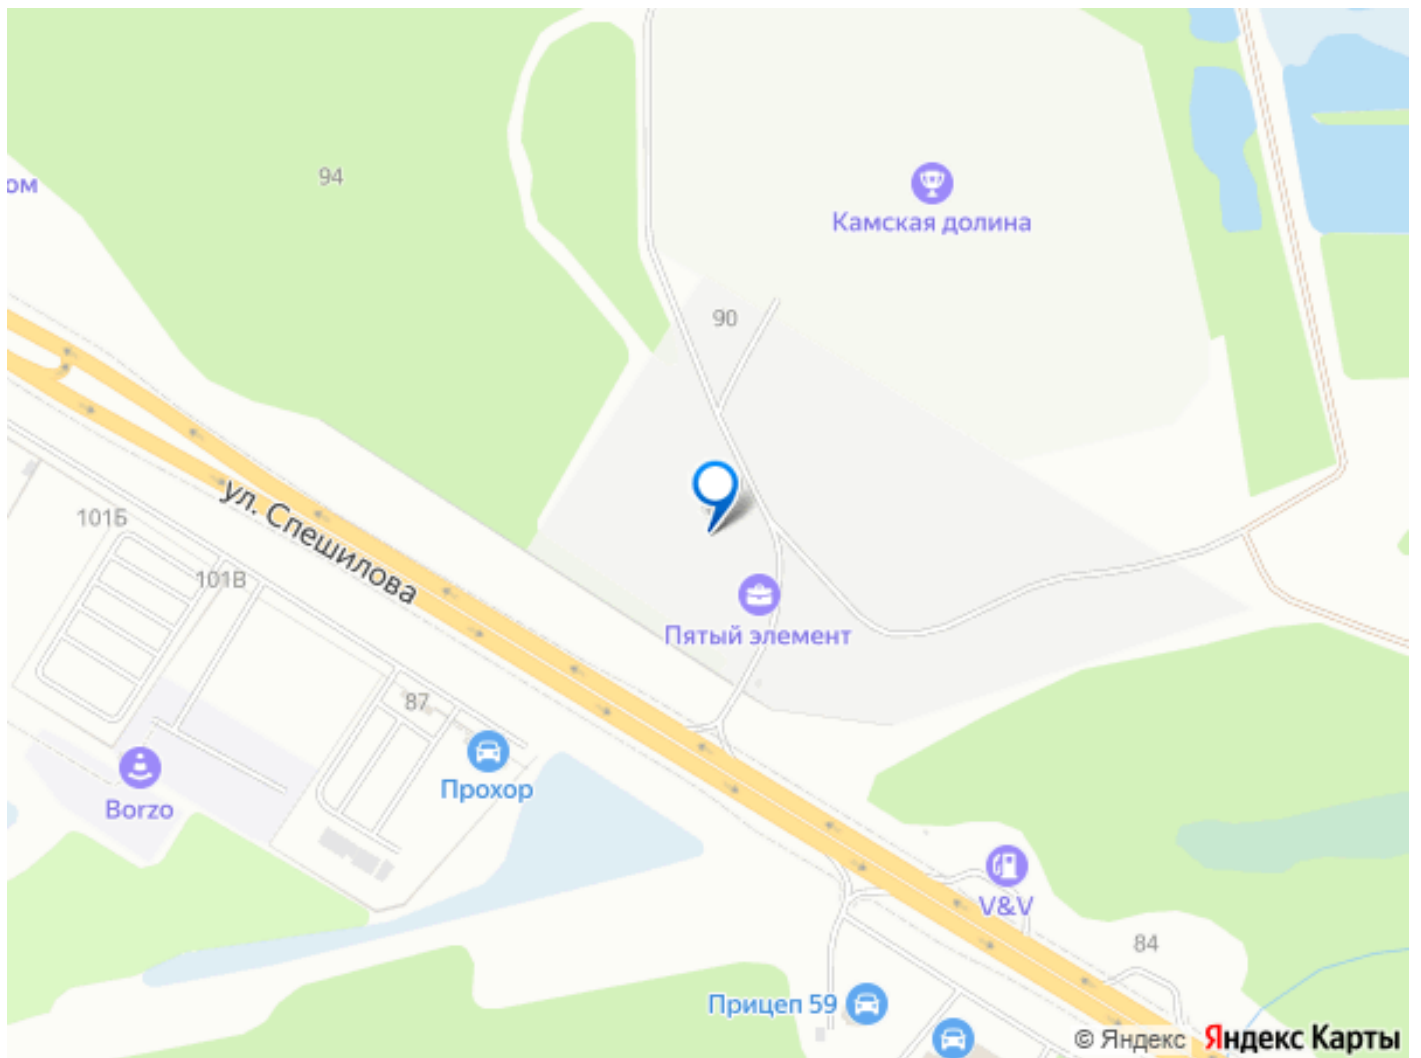 94
ом
Камская долина
90
ул. Спешилова
101Б
101В
Пятый элемент
87
Прохор
Borzo
V&V
84
Прицеп 59
© Яндекс Яндекс Карты